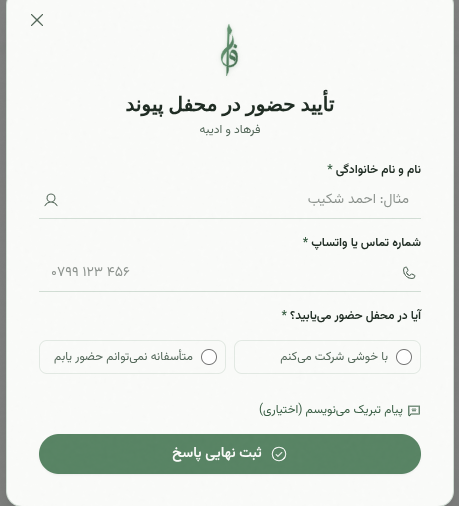 تأیید حضور در محفل پیوند
فرهاد و ادیبه
نام و نام خانوادگی *
مثال: احمد شکیب
شماره تماس یا واتساپ *
۰۷۹۹ ۱۲۳ ۴۵۶
آیا در محفل حضور می‌یابید؟ *
با خوشی شرکت می‌کنم
متأسفانه نمی‌توانم حضور یابم
پیام تبریک می‌نویسم (اختیاری)
ثبت نهایی پاسخ